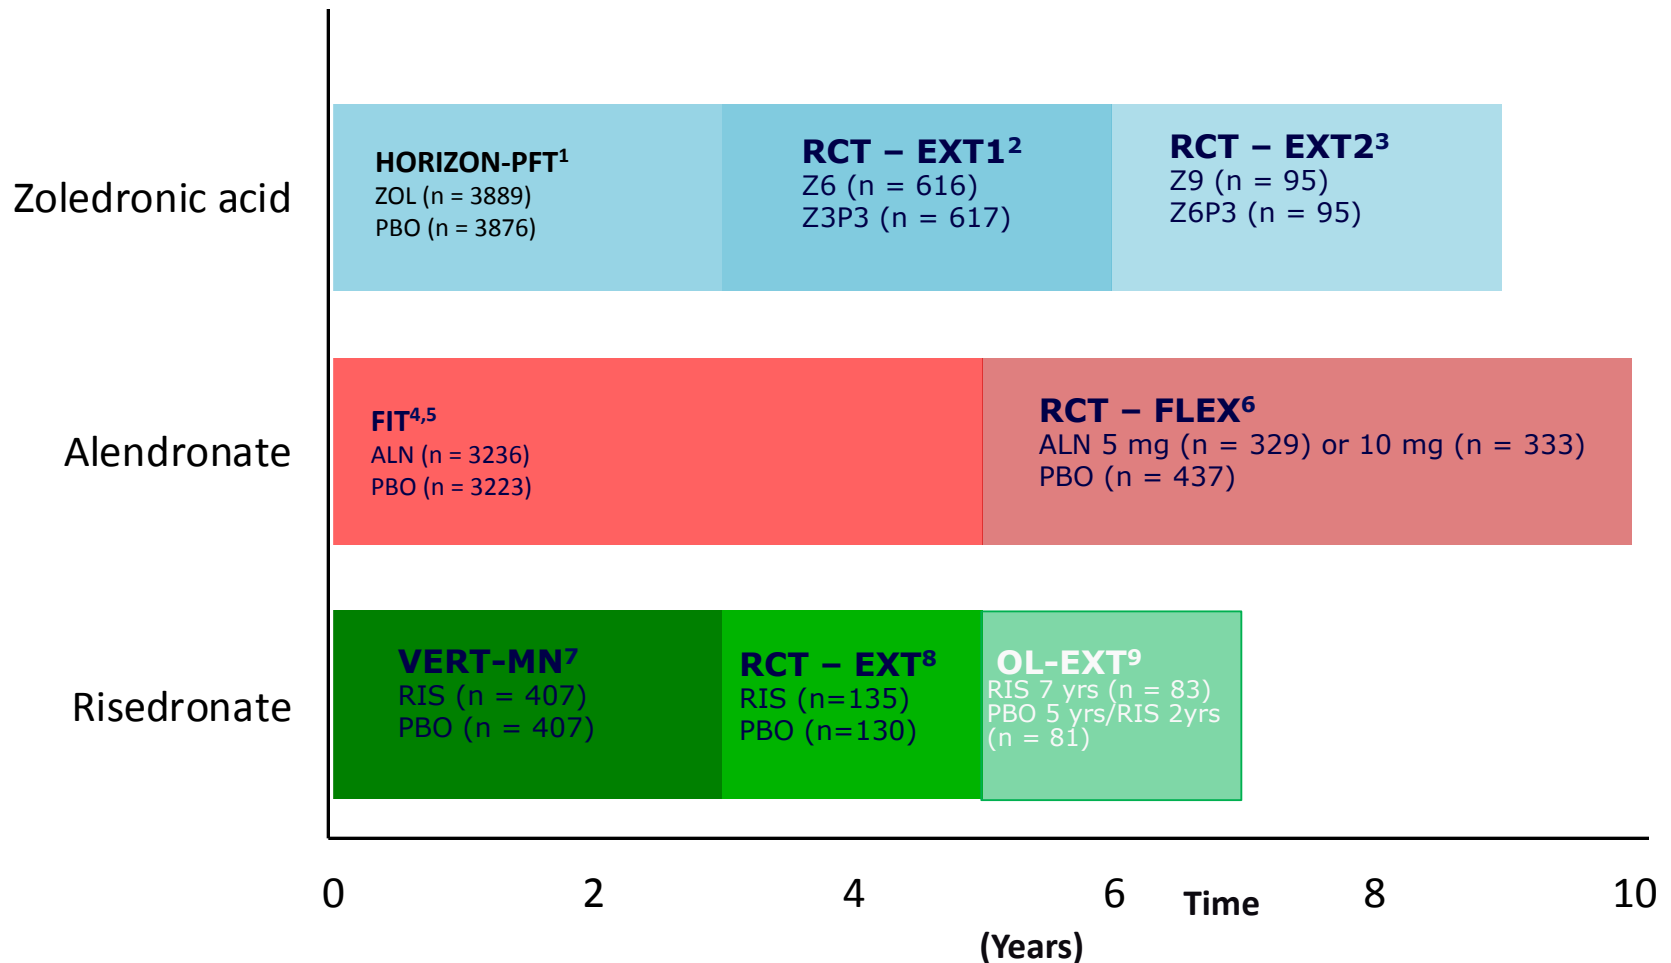 Zoledronic acid
HORIZON-PFT¹
ZOL (n = 3889)
PBO (n = 3876)
RCT – EXT1²
Z6 (n = 616)
Z3P3 (n = 617)
RCT – EXT2³
Z9 (n = 95)
Z6P3 (n = 95)
Alendronate
FIT⁴,⁵
ALN (n = 3236)
PBO (n = 3223)
RCT – FLEX⁶
ALN 5 mg (n = 329) or 10 mg (n = 333)
PBO (n = 437)
Risedronate
VERT-MN⁷
RIS (n = 407)
PBO (n = 407)
RCT – EXT⁸
RIS (n=135)
PBO (n=130)
OL-EXT⁹
RIS 7 yrs (n = 83)
PBO 5 yrs/RIS 2yrs
(n = 81)
0 2 4 6 Time 8 10
(Years)